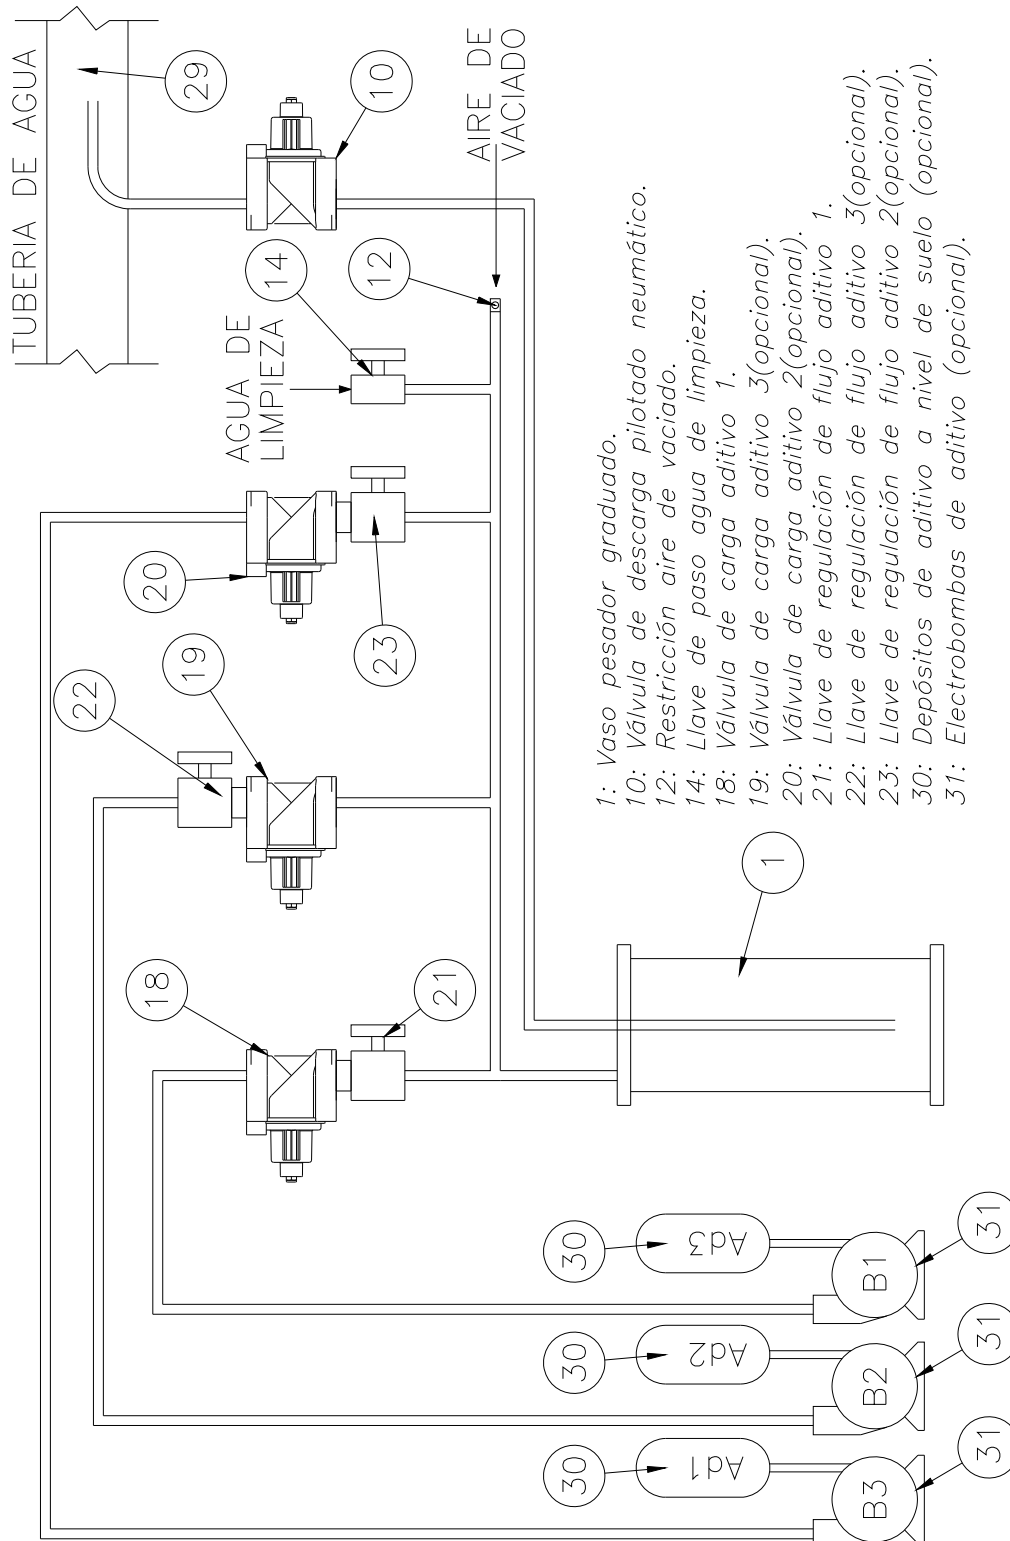 TUBERIA DE AGUA
29
10
AIRE DE
VACIADO
14
12
AGUA DE
LIMPIEZA
20
23
19
22
18
21
1
1: Vaso pesador graduado.
10: Válvula de descarga pilotado neumático.
12: Restricción aire de vaciado.
14: Llave de paso agua de limpieza.
18: Válvula de carga aditivo 1.
19: Válvula de carga aditivo 3(opcional).
20: Válvula de carga aditivo 2(opcional).
21: Llave de regulación de flujo aditivo 1.
22: Llave de regulación de flujo aditivo 3(opcional).
23: Llave de regulación de flujo aditivo 2(opcional).
30: Depósitos de aditivo a nivel de suelo (opcional).
31: Electrobombas de aditivo (opcional).
30
Ad3
B1
31
30
Ad2
B2
31
30
Ad1
B3
31